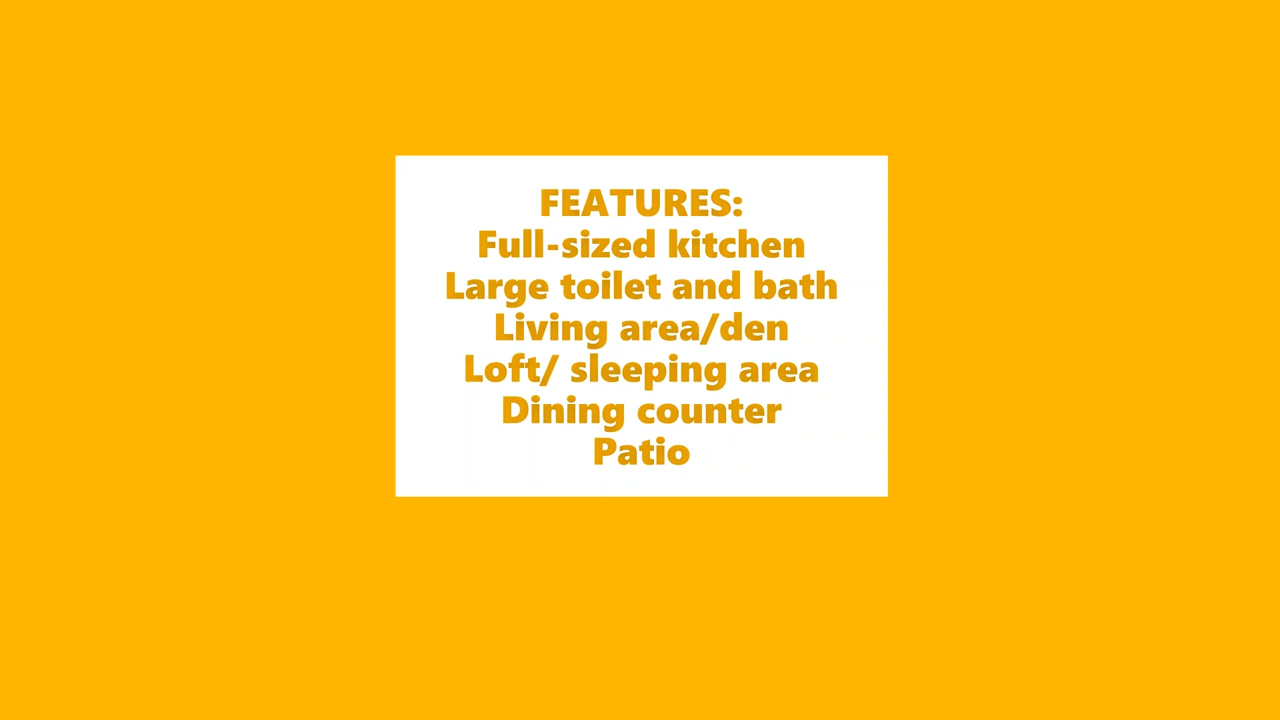 FEATURES:
Full-sized kitchen
Large toilet and bath
Living area/den
Loft/ sleeping area
Dining counter
Patio